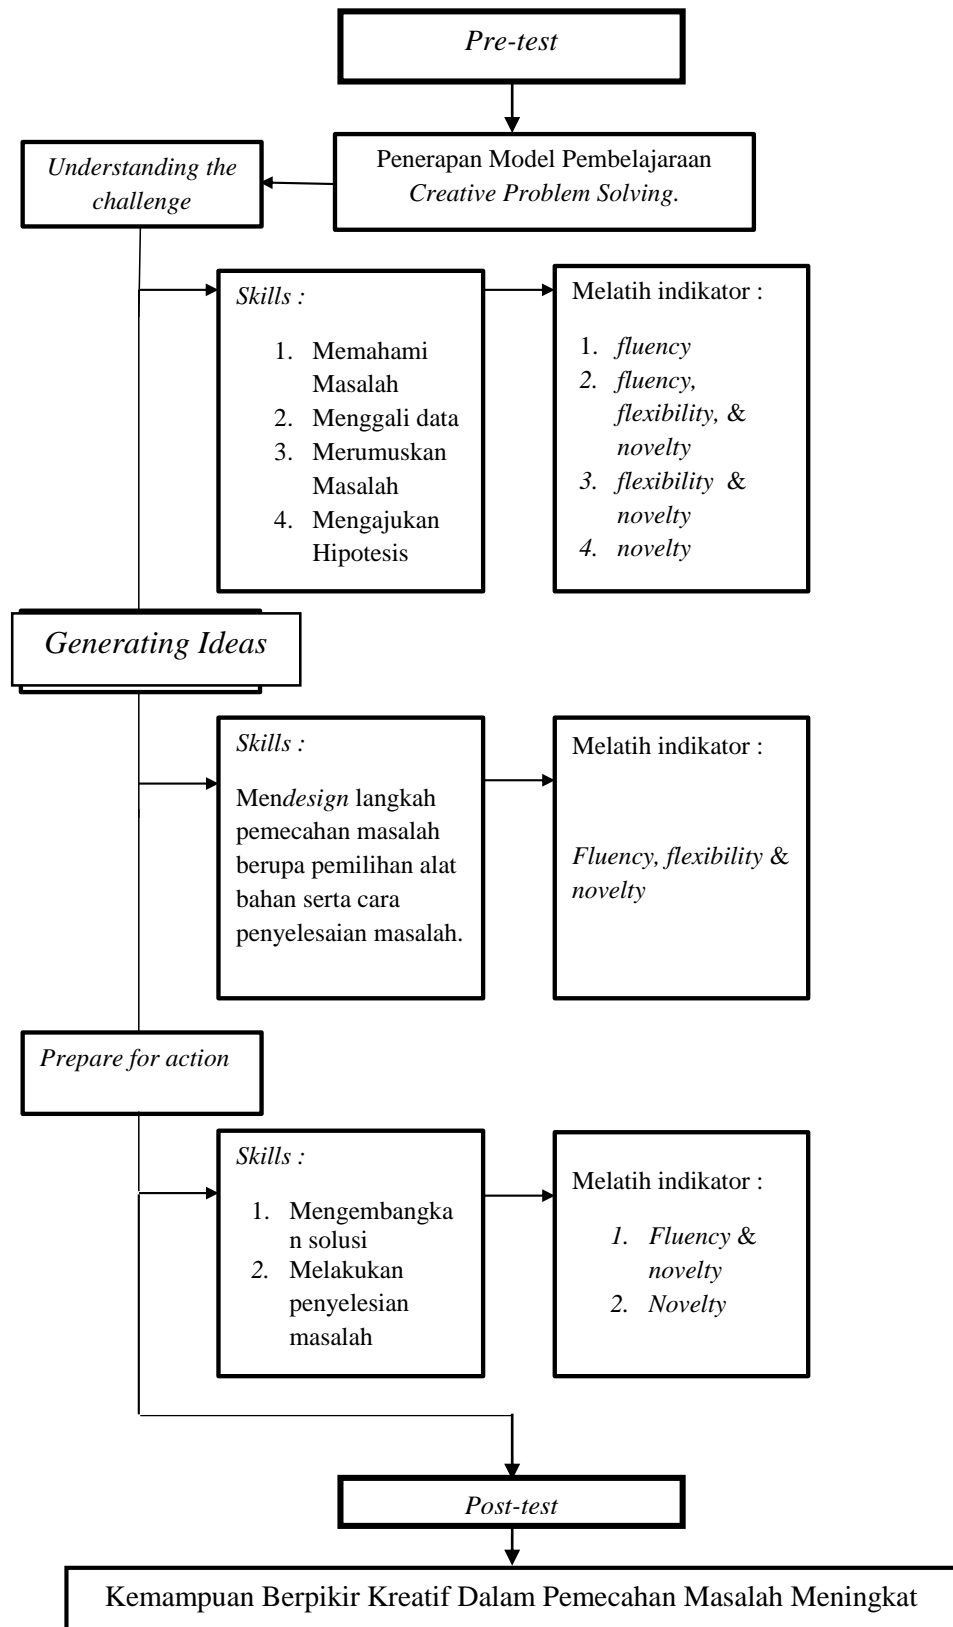 Pre-test
Penerapan Model Pembelajaraan
Creative Problem Solving.
Understanding the
challenge
Skills :
1. Memahami
Masalah
2. Menggali data
3. Merumuskan
Masalah
4. Mengajukan
Hipotesis
Melatih indikator :
1. fluency
2. fluency,
flexibility, &
novelty
3. flexibility &
novelty
4. novelty
Generating Ideas
Skills :
Mendesign langkah
pemecahan masalah
berupa pemilihan alat
bahan serta cara
penyelesaian masalah.
Melatih indikator :
Fluency, flexibility &
novelty
Prepare for action
Skills :
1. Mengembangka
n solusi
2. Melakukan
penyelesian
masalah
Melatih indikator :
1. Fluency &
novelty
2. Novelty
Post-test
Kemampuan Berpikir Kreatif Dalam Pemecahan Masalah Meningkat